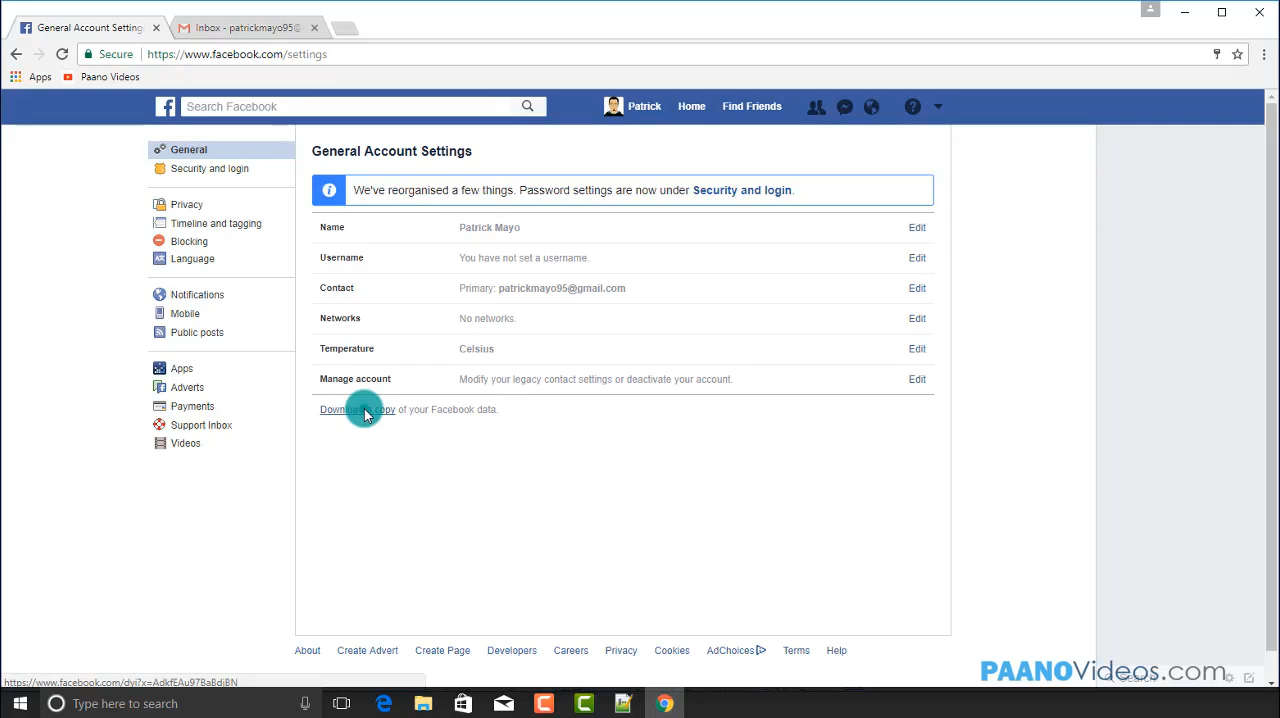 General Account Setting
Inbox - patrickmayo95@
Secure
https://www.facebook.com/settings
Apps
Paano Videos
Search Facebook
Patrick
Home
Find Friends
General
Security and login
Privacy
Timeline and tagging
Blocking
Language
Notifications
Mobile
Public posts
Apps
Adverts
Payments
Support Inbox
Videos
General Account Settings
We've reorganised a few things. Password settings are now under Security and login.
Name Patrick Mayo Edit
Username You have not set a username. Edit
Contact Primary: patrickmayo95@gmail.com Edit
Networks No networks. Edit
Temperature Celsius Edit
Manage account Modify your legacy contact settings or deactivate your account. Edit
Download a copy of your Facebook data.
About Create Advert Create Page Developers Careers Privacy Cookies AdChoices Terms Help
PAANOVideos.com
Search
https://www.facebook.com/dyi?x=AdkfEAu97BaBdjBN
Type here to search